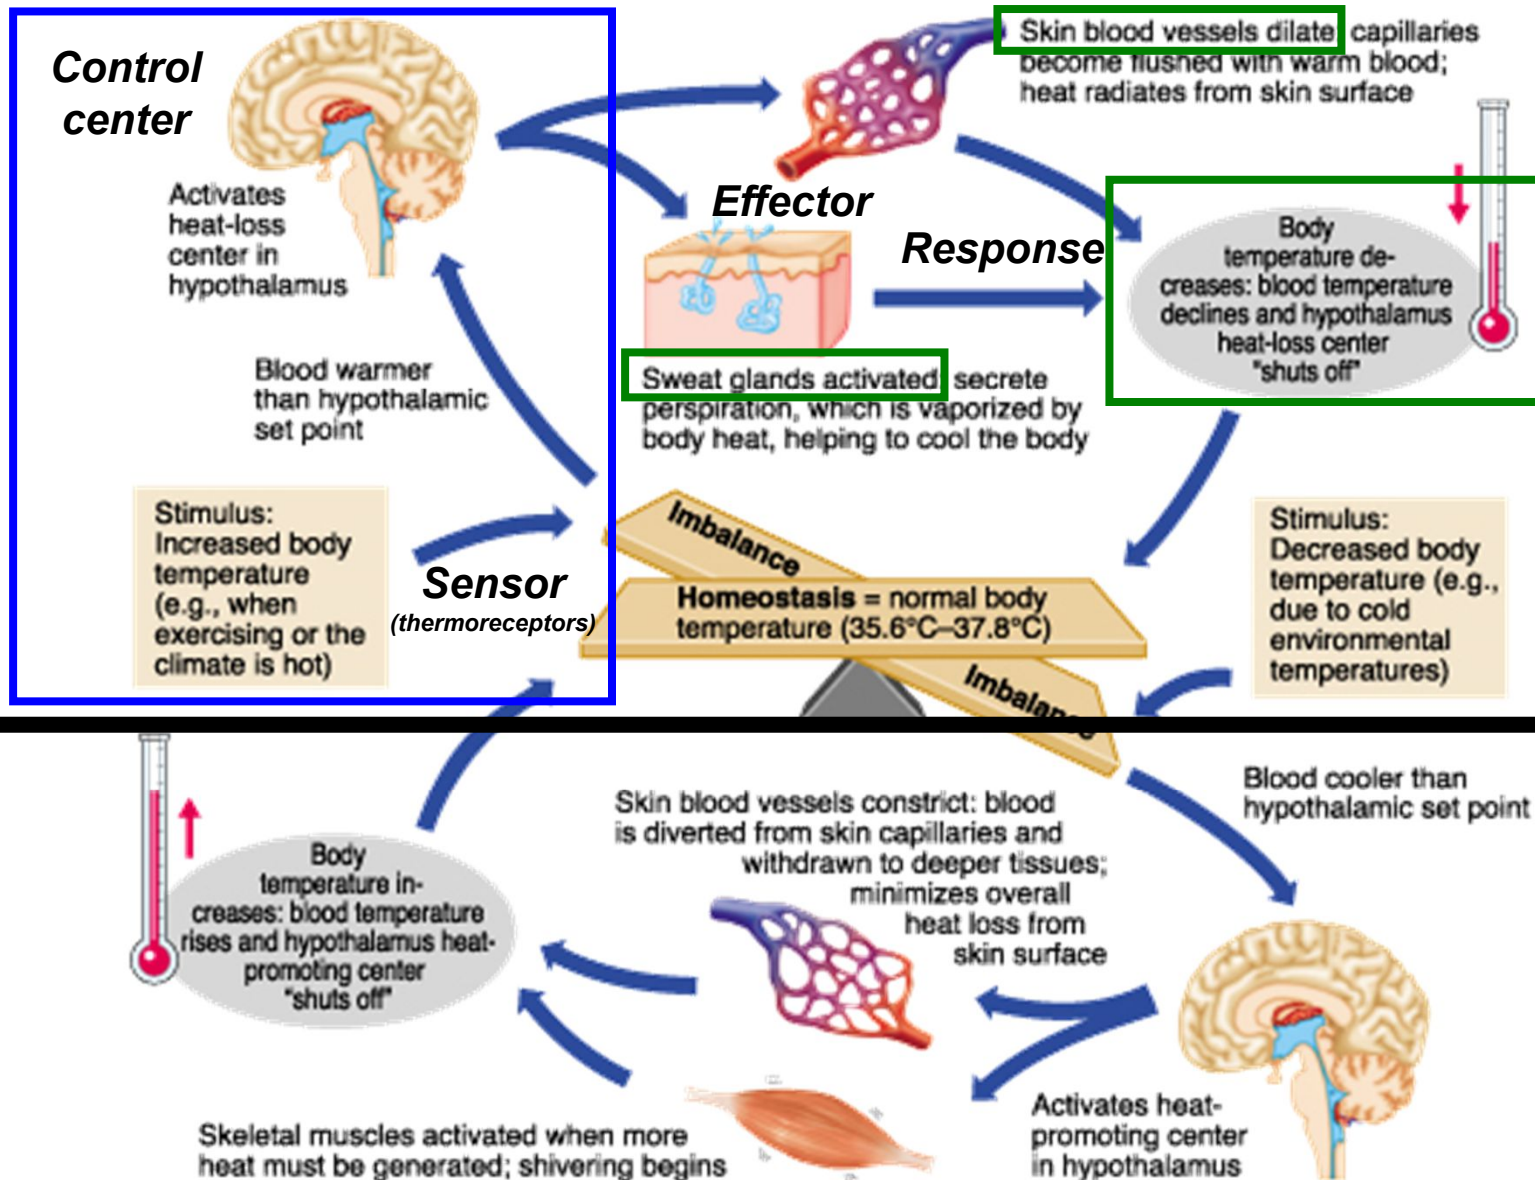 Control
center
Activates
heat-loss
center in
hypothalamus
Blood warmer
than hypothalamic
set point
Stimulus:
Increased body
temperature
(e.g., when
exercising or the
climate is hot)
Sensor
(thermoreceptors)
Skin blood vessels dilate: capillaries
become flushed with warm blood;
heat radiates from skin surface
Effector
Response
Sweat glands activated: secrete
perspiration, which is vaporized by
body heat, helping to cool the body
Body
temperature de-
creases: blood temperature
declines and hypothalamus
heat-loss center
"shuts off"
Imbalance
Homeostasis = normal body
temperature (35.6°C–37.8°C)
Imbalance
Stimulus:
Decreased body
temperature (e.g.,
due to cold
environmental
temperatures)
Blood cooler than
hypothalamic set point
Skin blood vessels constrict: blood
is diverted from skin capillaries and
withdrawn to deeper tissues;
minimizes overall
heat loss from
skin surface
Body
temperature in-
creases: blood temperature
rises and hypothalamus heat-
promoting center
"shuts off"
Activates heat-
promoting center
in hypothalamus
Skeletal muscles activated when more
heat must be generated; shivering begins